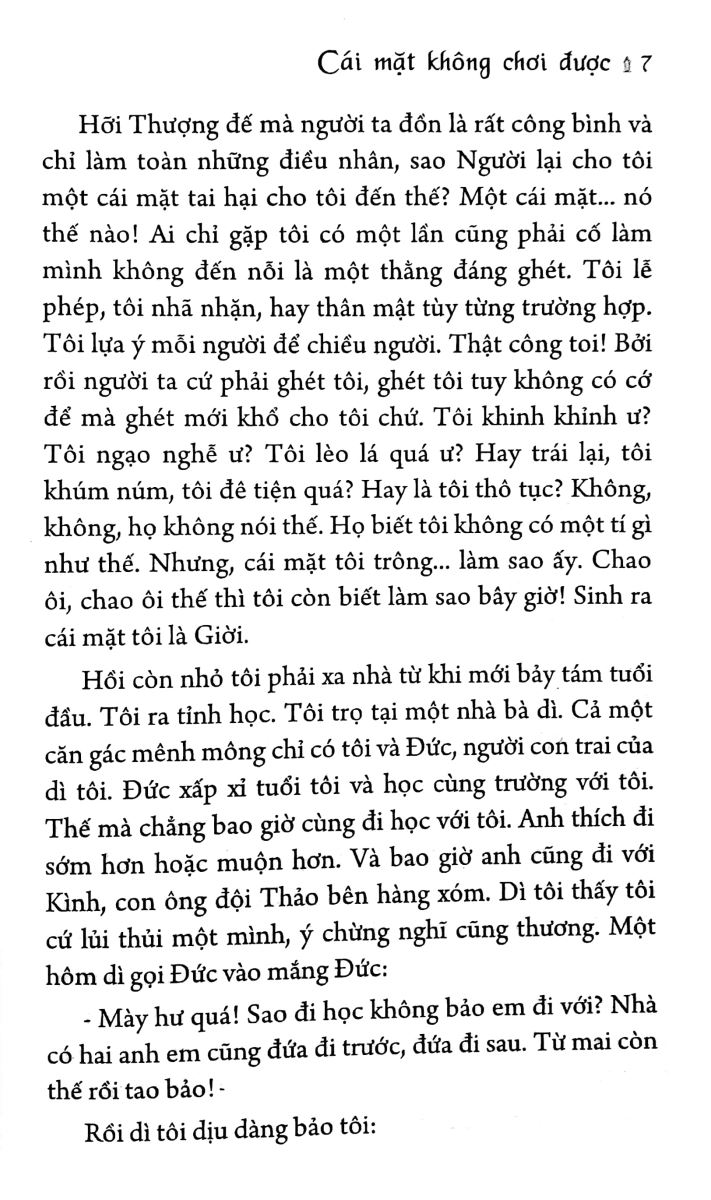 Cái mặt không chơi được 7
Hỡi Thượng đế mà người ta đồn là rất công bình và
chỉ làm toàn những điều nhân, sao Người lại cho tôi
một cái mặt tai hại cho tôi đến thế? Một cái mặt... nó
thế nào! Ai chỉ gặp tôi có một lần cũng phải cố làm
mình không đến nỗi là một thằng đáng ghét. Tôi lễ
phép, tôi nhã nhặn, hay thân mật tùy từng trường hợp.
Tôi lựa ý mỗi người để chiều người. Thật công toi! Bởi
rồi người ta cứ phải ghét tôi, ghét tôi tuy không có cớ
để mà ghét mới khổ cho tôi chứ. Tôi khinh khỉnh ư?
Tôi ngạo nghễ ư? Tôi lèo lá quá ư? Hay trái lại, tôi
khúm núm, tôi đê tiện quá? Hay là tôi thô tục? Không,
không, họ không nói thế. Họ biết tôi không có một tí gì
như thế. Nhưng, cái mặt tôi trông... làm sao ấy. Chao
ôi, chao ôi thế thì tôi còn biết làm sao bây giờ! Sinh ra
cái mặt tôi là Giời.
Hồi còn nhỏ tôi phải xa nhà từ khi mới bảy tám tuổi
đầu. Tôi ra tỉnh học. Tôi trọ tại một nhà bà dì. Cả một
căn gác mênh mông chỉ có tôi và Đức, người con trai của
dì tôi. Đức xấp xỉ tuổi tôi và học cùng trường với tôi.
Thế mà chẳng bao giờ cùng đi học với tôi. Anh thích đi
sớm hơn hoặc muộn hơn. Và bao giờ anh cũng đi với
Kình, con ông đội Thảo bên hàng xóm. Dì tôi thấy tôi
cứ lủi thủi một mình, ý chừng nghĩ cũng thương. Một
hôm dì gọi Đức vào mắng Đức:
- Mày hư quá! Sao đi học không bảo em đi với? Nhà
có hai anh em cũng đứa đi trước, đứa đi sau. Từ mai còn
thế rồi tao bảo! -
Rồi dì tôi dịu dàng bảo tôi: